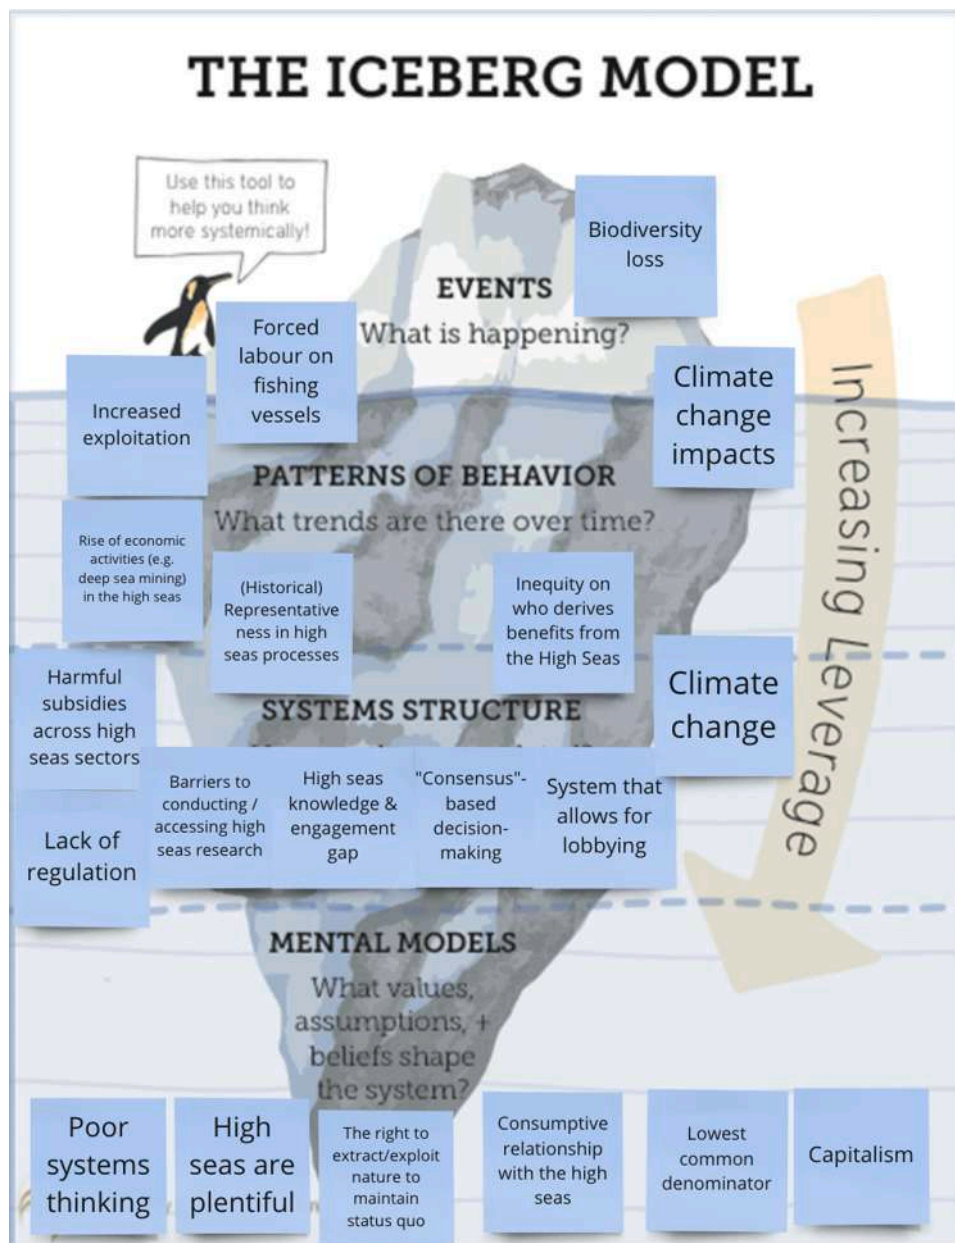 THE ICEBERG MODEL
Use this tool to
help you think
more systemically!
Biodiversity
loss
EVENTS
What is happening?
Forced
labour on
fishing
vessels
Increased
exploitation
Climate
change
impacts
Increasing Leverage
PATTERNS OF BEHAVIOR
What trends are there over time?
Rise of economic
activities (e.g.
deep sea mining)
in the high seas
(Historical)
Representative
ness in high
seas processes
Inequity on
who derives
benefits from
the High Seas
Climate
change
Harmful
subsidies
across high
seas sectors
SYSTEMS STRUCTURE
Lack of
regulation
Barriers to
conducting /
accessing high
seas research
High seas
knowledge &
engagement
gap
"Consensus"-
based
decision-
making
System that
allows for
lobbying
MENTAL MODELS
What values,
assumptions, +
beliefs shape
the system?
Poor
systems
thinking
High
seas are
plentiful
The right to
extract/exploit
nature to
maintain
status quo
Consumptive
relationship
with the high
seas
Lowest
common
denominator
Capitalism